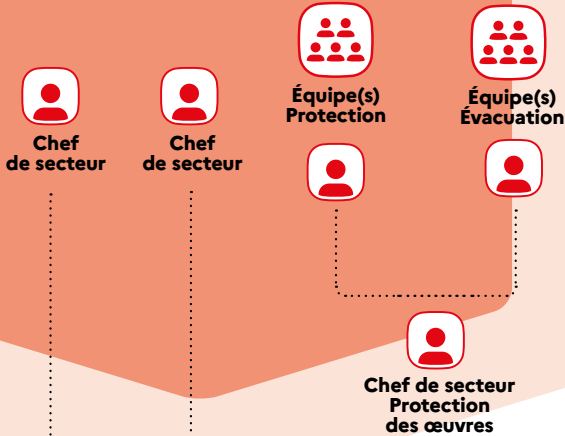 Équipe(s)
Protection
Équipe(s)
Évacuation
Chef
de secteur
Chef
de secteur
Chef de secteur
Protection
des œuvres